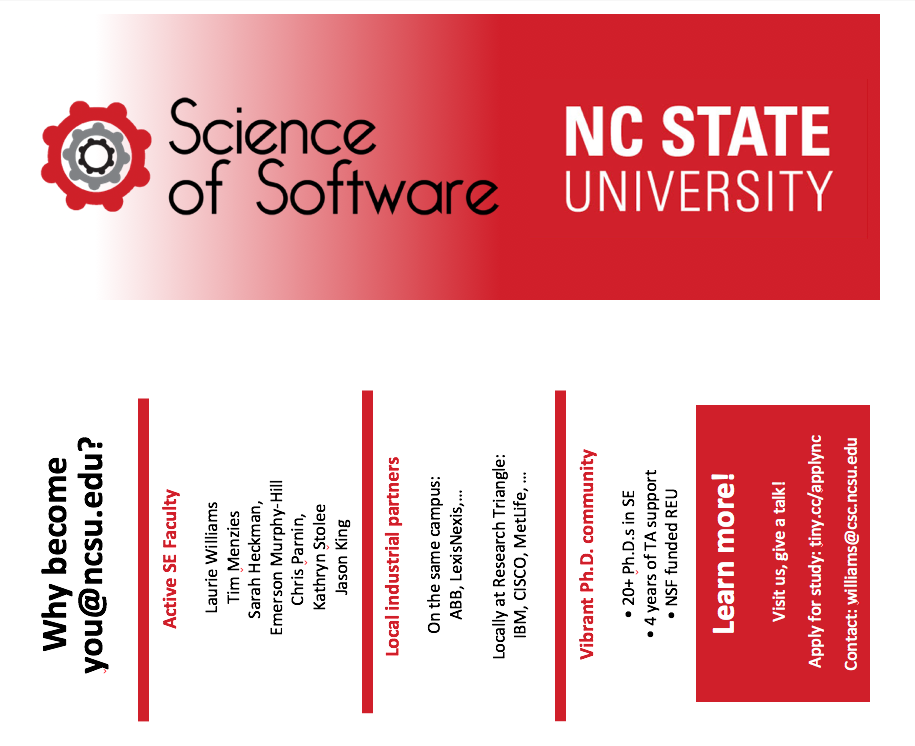 Science
of Software
NC STATE
UNIVERSITY
Why become
you@ncsu.edu?
Active SE Faculty
Laurie Williams
Tim Menzies
Sarah Heckman,
Emerson Murphy-Hill
Chris Parnin,
Kathryn Stolee
Jason King
Local industrial partners
On the same campus:
ABB, LexisNexis,...
Locally at Research Triangle:
IBM, CISCO, MetLife, ...
Vibrant Ph.D. community
• 20+ Ph.D.s in SE
• 4 years of TA support
• NSF funded REU
Learn more!
Visit us, give a talk!
Apply for study: tiny.cc/applync
Contact: williams@csc.ncsu.edu